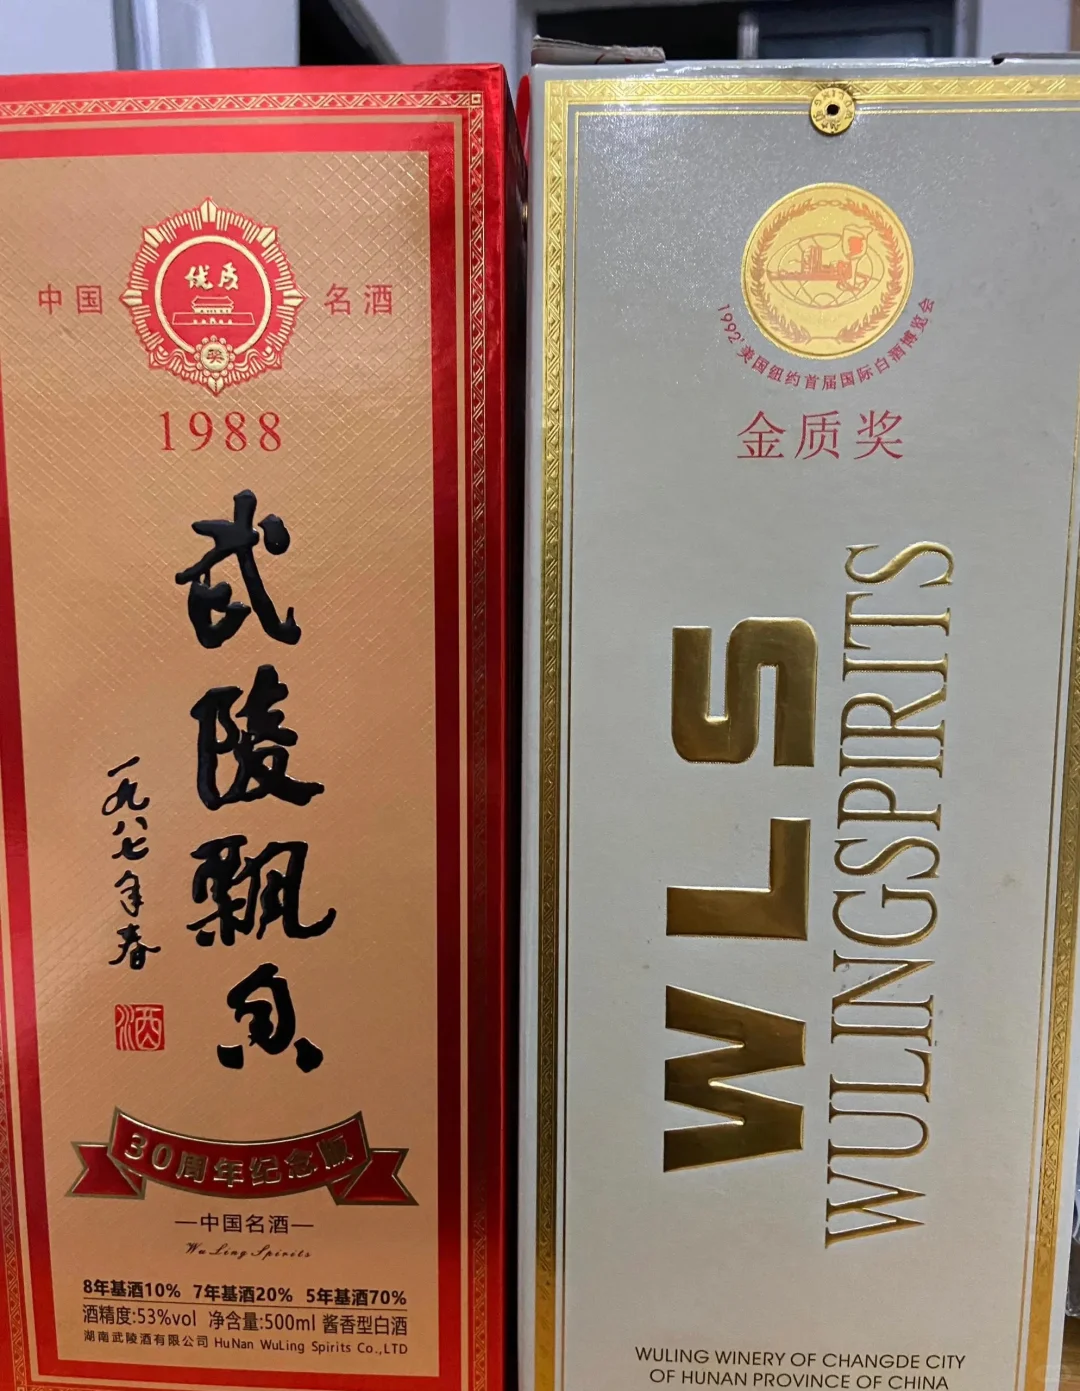 中国
优质
奖
名酒
1988
武陵飘香
一九八七年春
酒
30周年纪念版
中国名酒
Wu Ling Spirits
8年基酒10% 7年基酒20% 5年基酒70%
酒精度:53%vol 净含量:500ml 酱香型白酒
湖南武陵酒有限公司 HuNan WuLing Spirits Co.,LTD
1992'美国纽约首届国际白酒博览会
金质奖
WLS
WULINGSPIRITS
WULING WINERY OF CHANGDE CITY
OF HUNAN PROVINCE OF CHINA